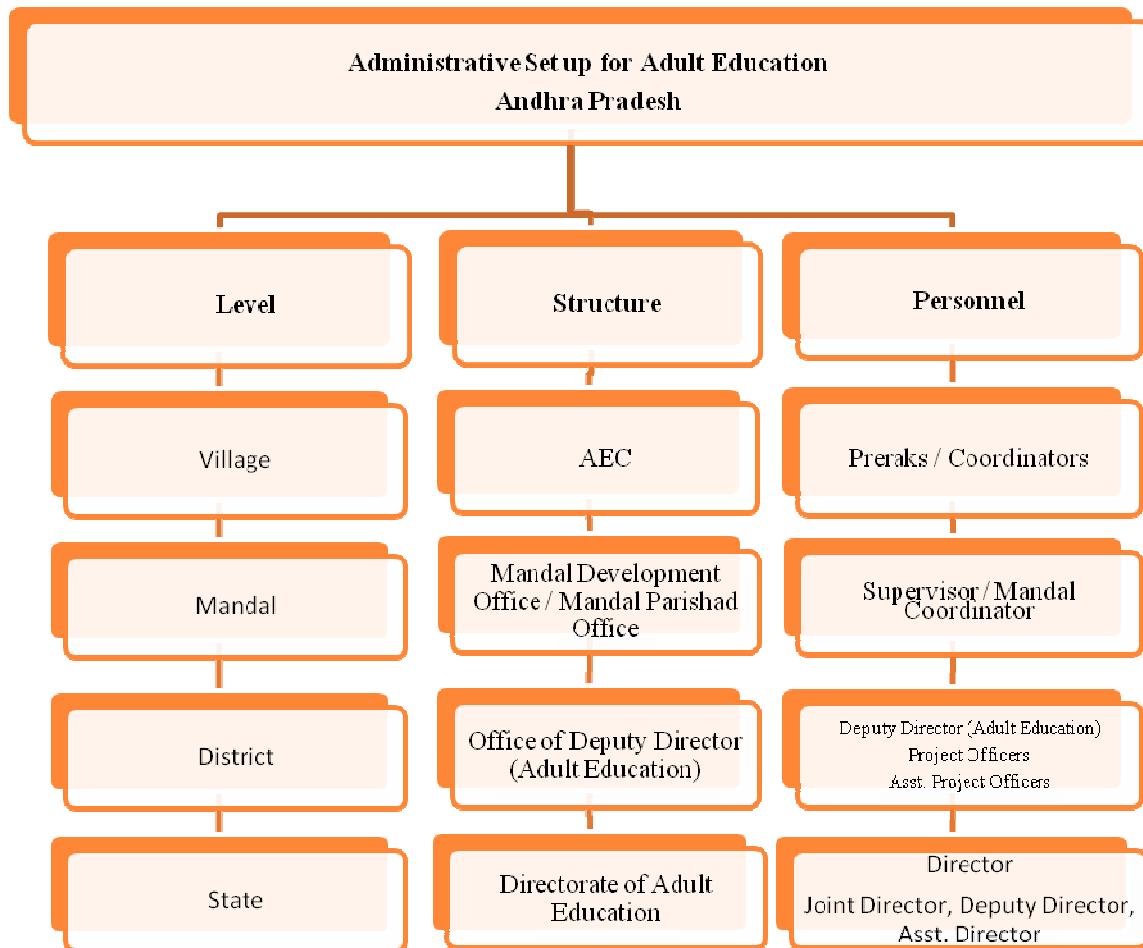 Administrative Set up for Adult Education
Andhra Pradesh
Level
Structure
Personnel
Village
AEC
Preraks / Coordinators
Mandal
Mandal Development
Office / Mandal Parishad
Office
Supervisor / Mandal
Coordinator
District
Office of Deputy Director
(Adult Education)
Deputy Director (Adult Education)
Project Officers
Asst. Project Officers
State
Directorate of Adult
Education
Director
Joint Director, Deputy Director,
Asst. Director